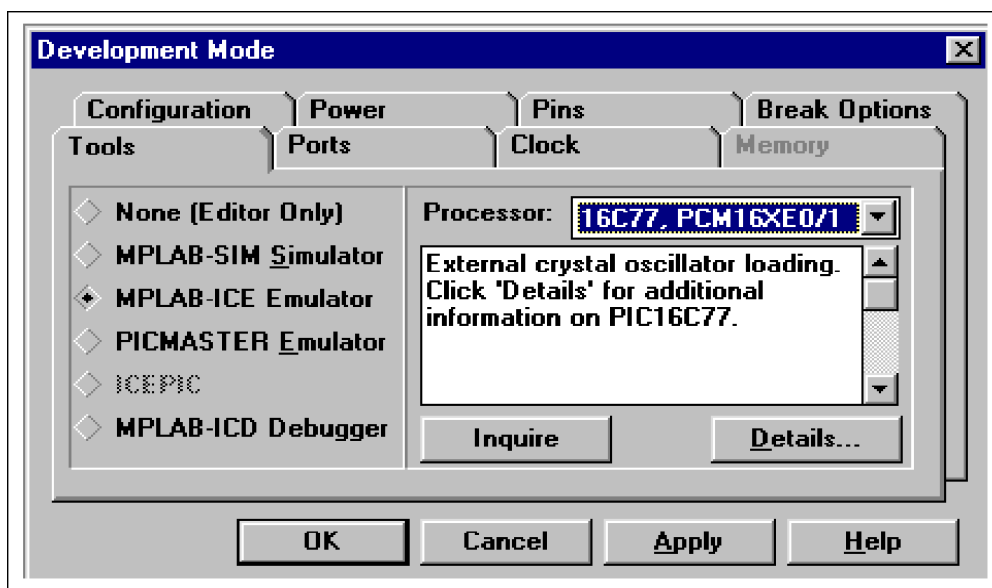 Development Mode
Configuration Power Pins Break Options
Tools Ports Clock Memory
None (Editor Only)
MPLAB-SIM Simulator
MPLAB-ICE Emulator
PICMASTER Emulator
ICEPIC
MPLAB-ICD Debugger
Processor: 16C77, PCM16XE0/1
External crystal oscillator loading.
Click 'Details' for additional
information on PIC16C77.
Inquire Details...
OK Cancel Apply Help